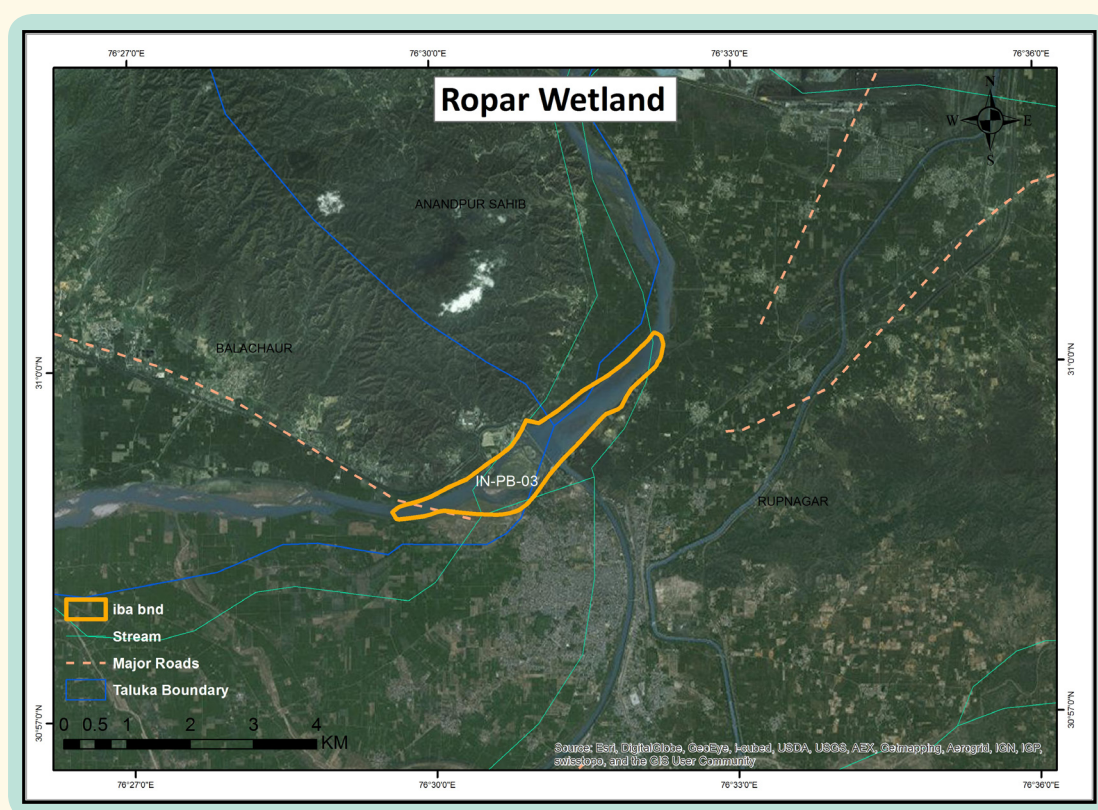 76°27'0"E
76°30'0"E
76°33'0"E
76°36'0"E
Ropar Wetland
N
W
E
S
ANANDPUR SAHIB
BALACHAUR
31°0'0"N
31°0'0"N
IN-PB-03
RUPNAGAR
iba bnd
Stream
Major Roads
Taluka Boundary
30°57'0"N
30°57'0"N
0 0.5 1 2 3 4
KM
Source: Esri, DigitalGlobe, GeoEye, i-cubed, USDA, USGS, AEX, Getmapping, Aerogrid, IGN, IGP,
swisstopo, and the GIS User Community
76°27'0"E
76°30'0"E
76°33'0"E
76°36'0"E